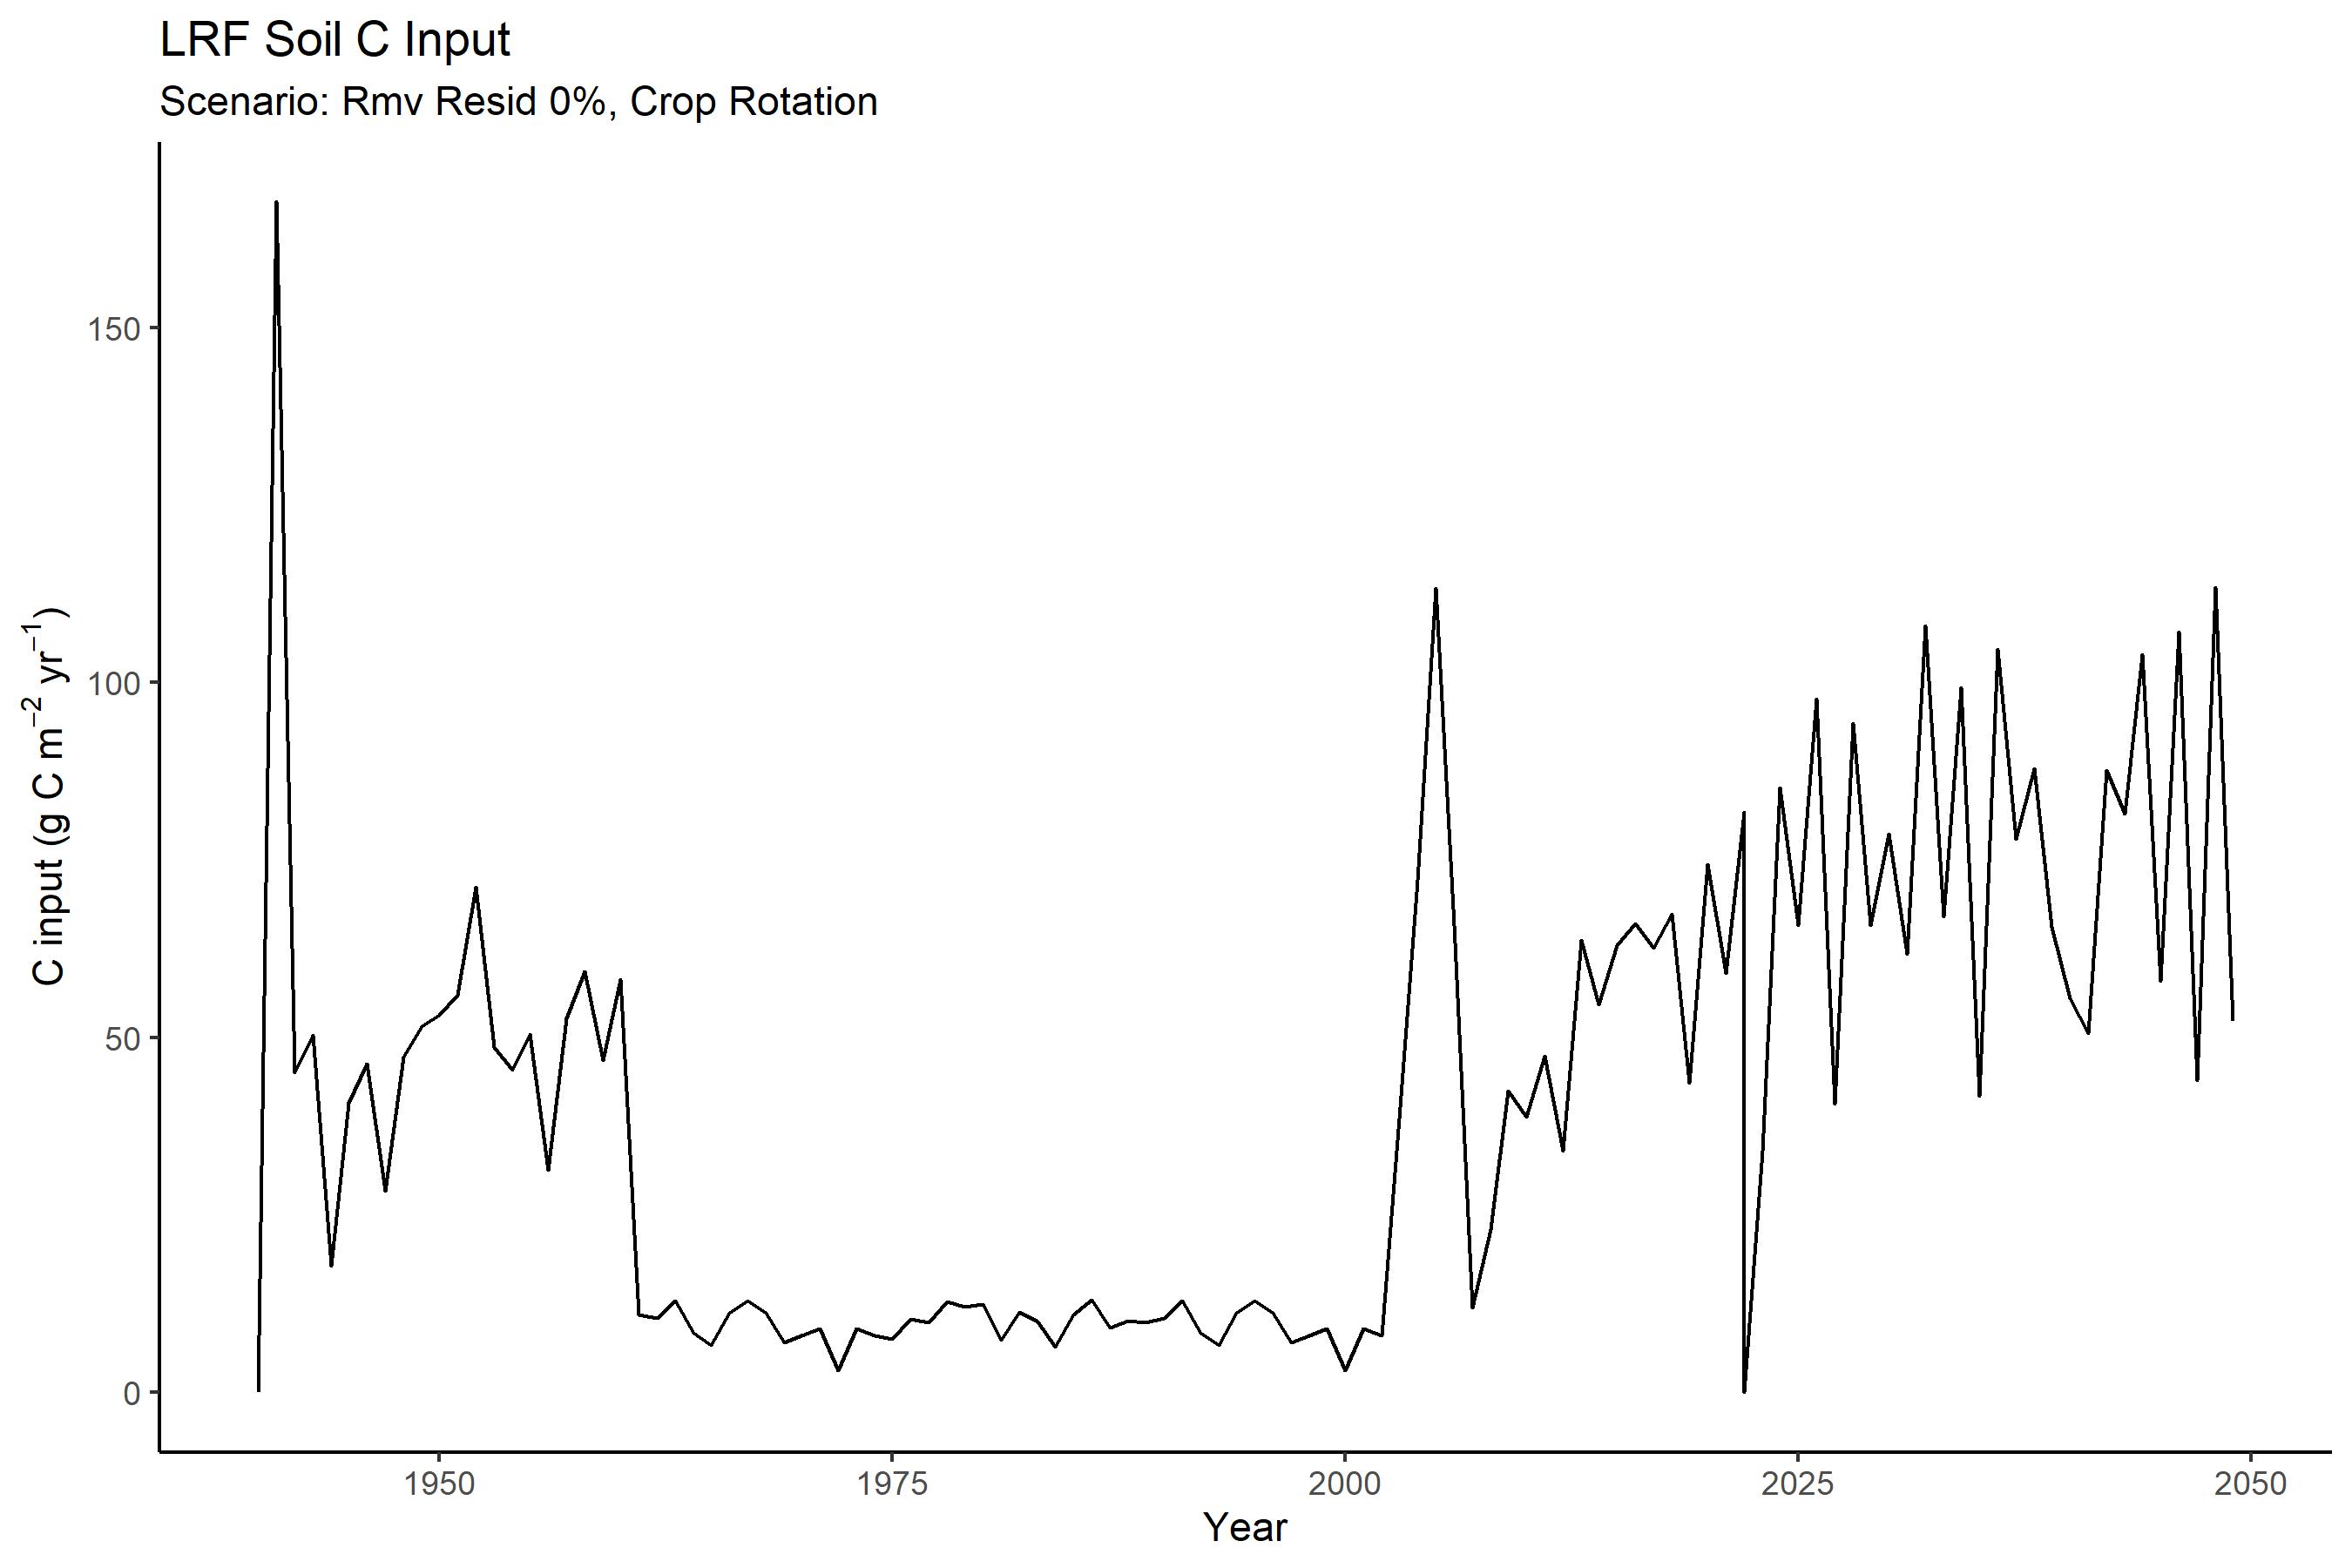 LRF Soil C Input
Scenario: Rmv Resid 0%, Crop Rotation
C input (g C m⁻² yr⁻¹)
150
100
50
0
1950 1975 2000 2025 2050
Year